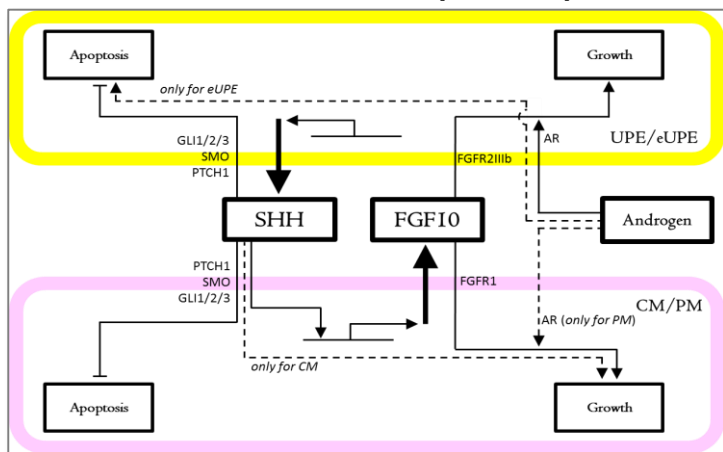 Apoptosis
Growth
only for eUPE
AR
UPE/eUPE
GLI1/2/3
SMO
PTCH1
FGFR2IIIb
SHH
FGF10
Androgen
PTCH1
SMO
GLI1/2/3
FGFR1
CM/PM
AR (only for PM)
only for CM
Apoptosis
Growth